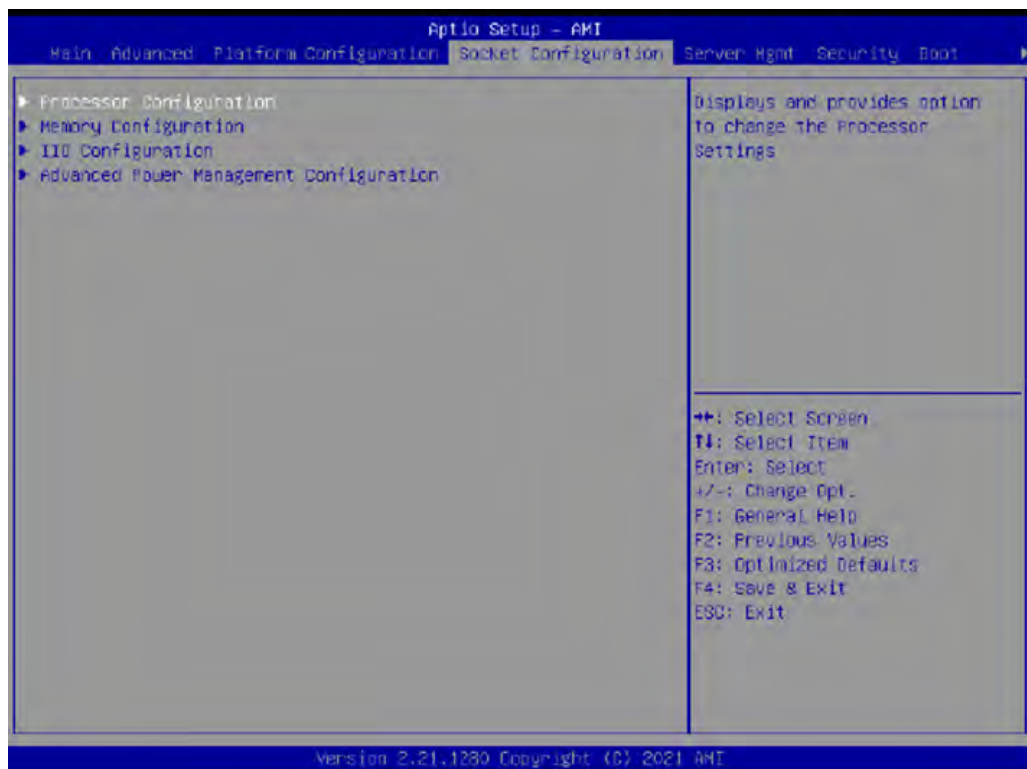 Aptio Setup - AMI
Main Advanced Platform Configuration Socket Configuration Server Mgmt Security Boot
Processor Configuration
Memory Configuration
IIO Configuration
Advanced Power Management Configuration
Displays and provides option
to change the Processor
Settings
→←: Select Screen
↑↓: Select Item
Enter: Select
+/-: Change Opt.
F1: General Help
F2: Previous Values
F3: Optimized Defaults
F4: Save & Exit
ESC: Exit
Version 2.21.1280 Copyright (C) 2021 AMI